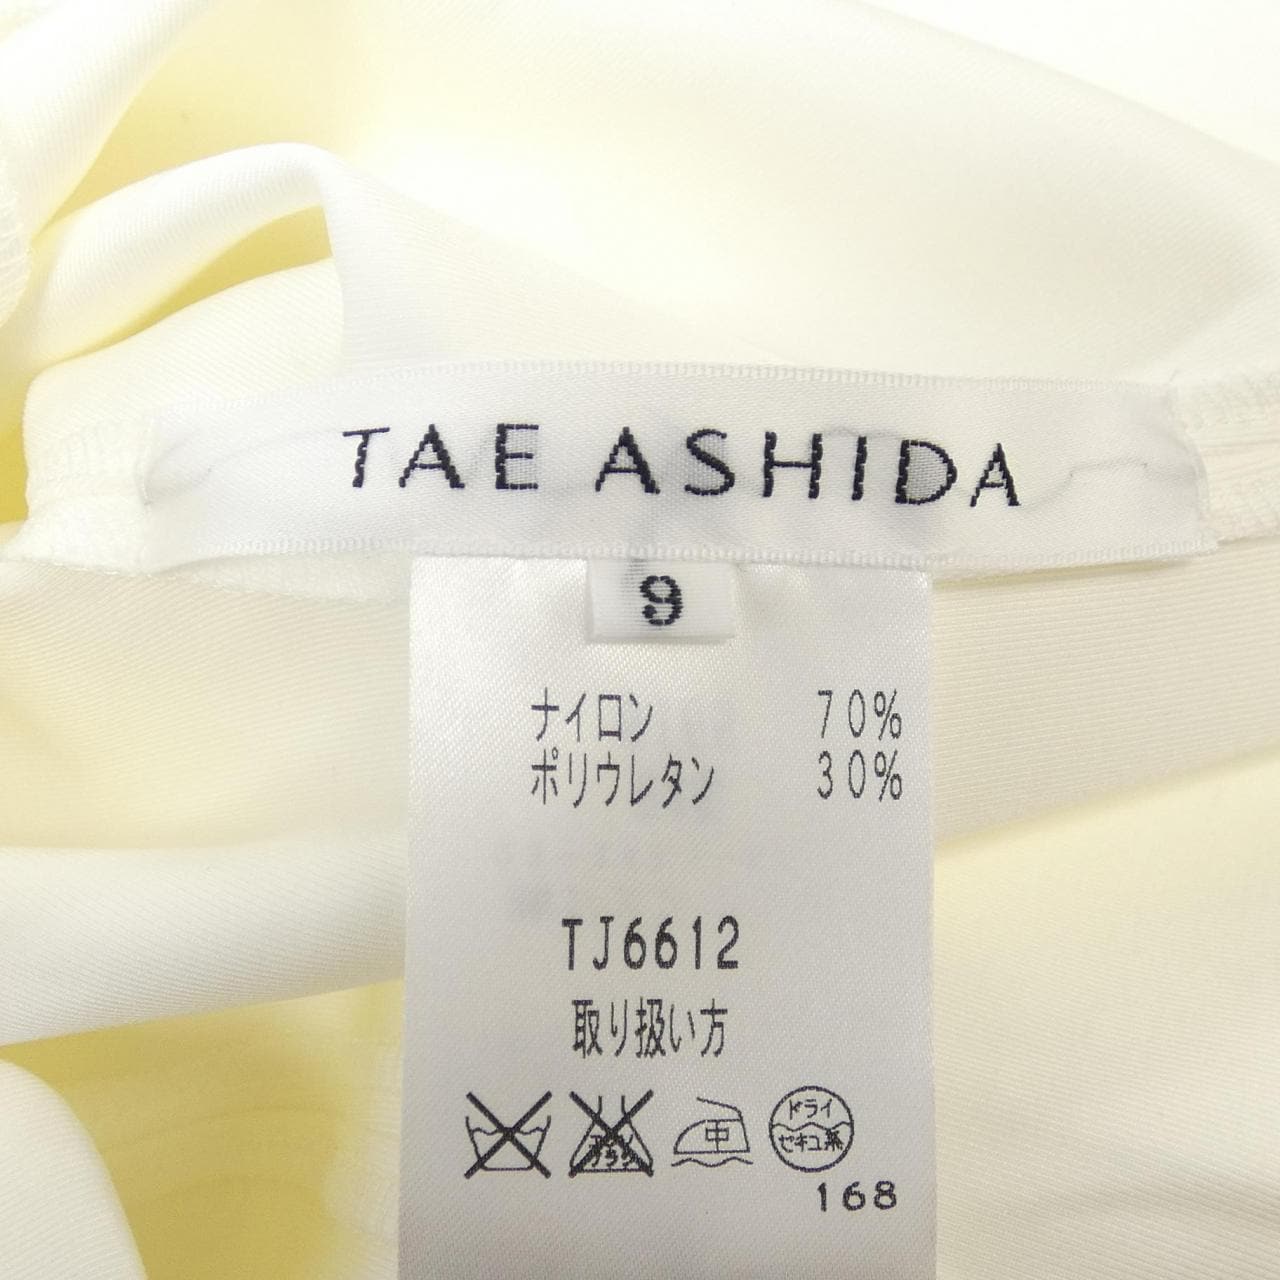 TAE ASHIDA
9
ナイロン 70%
ポリウレタン 30%
TJ6612
取り扱い方
中
ドライ
セキユ系
168